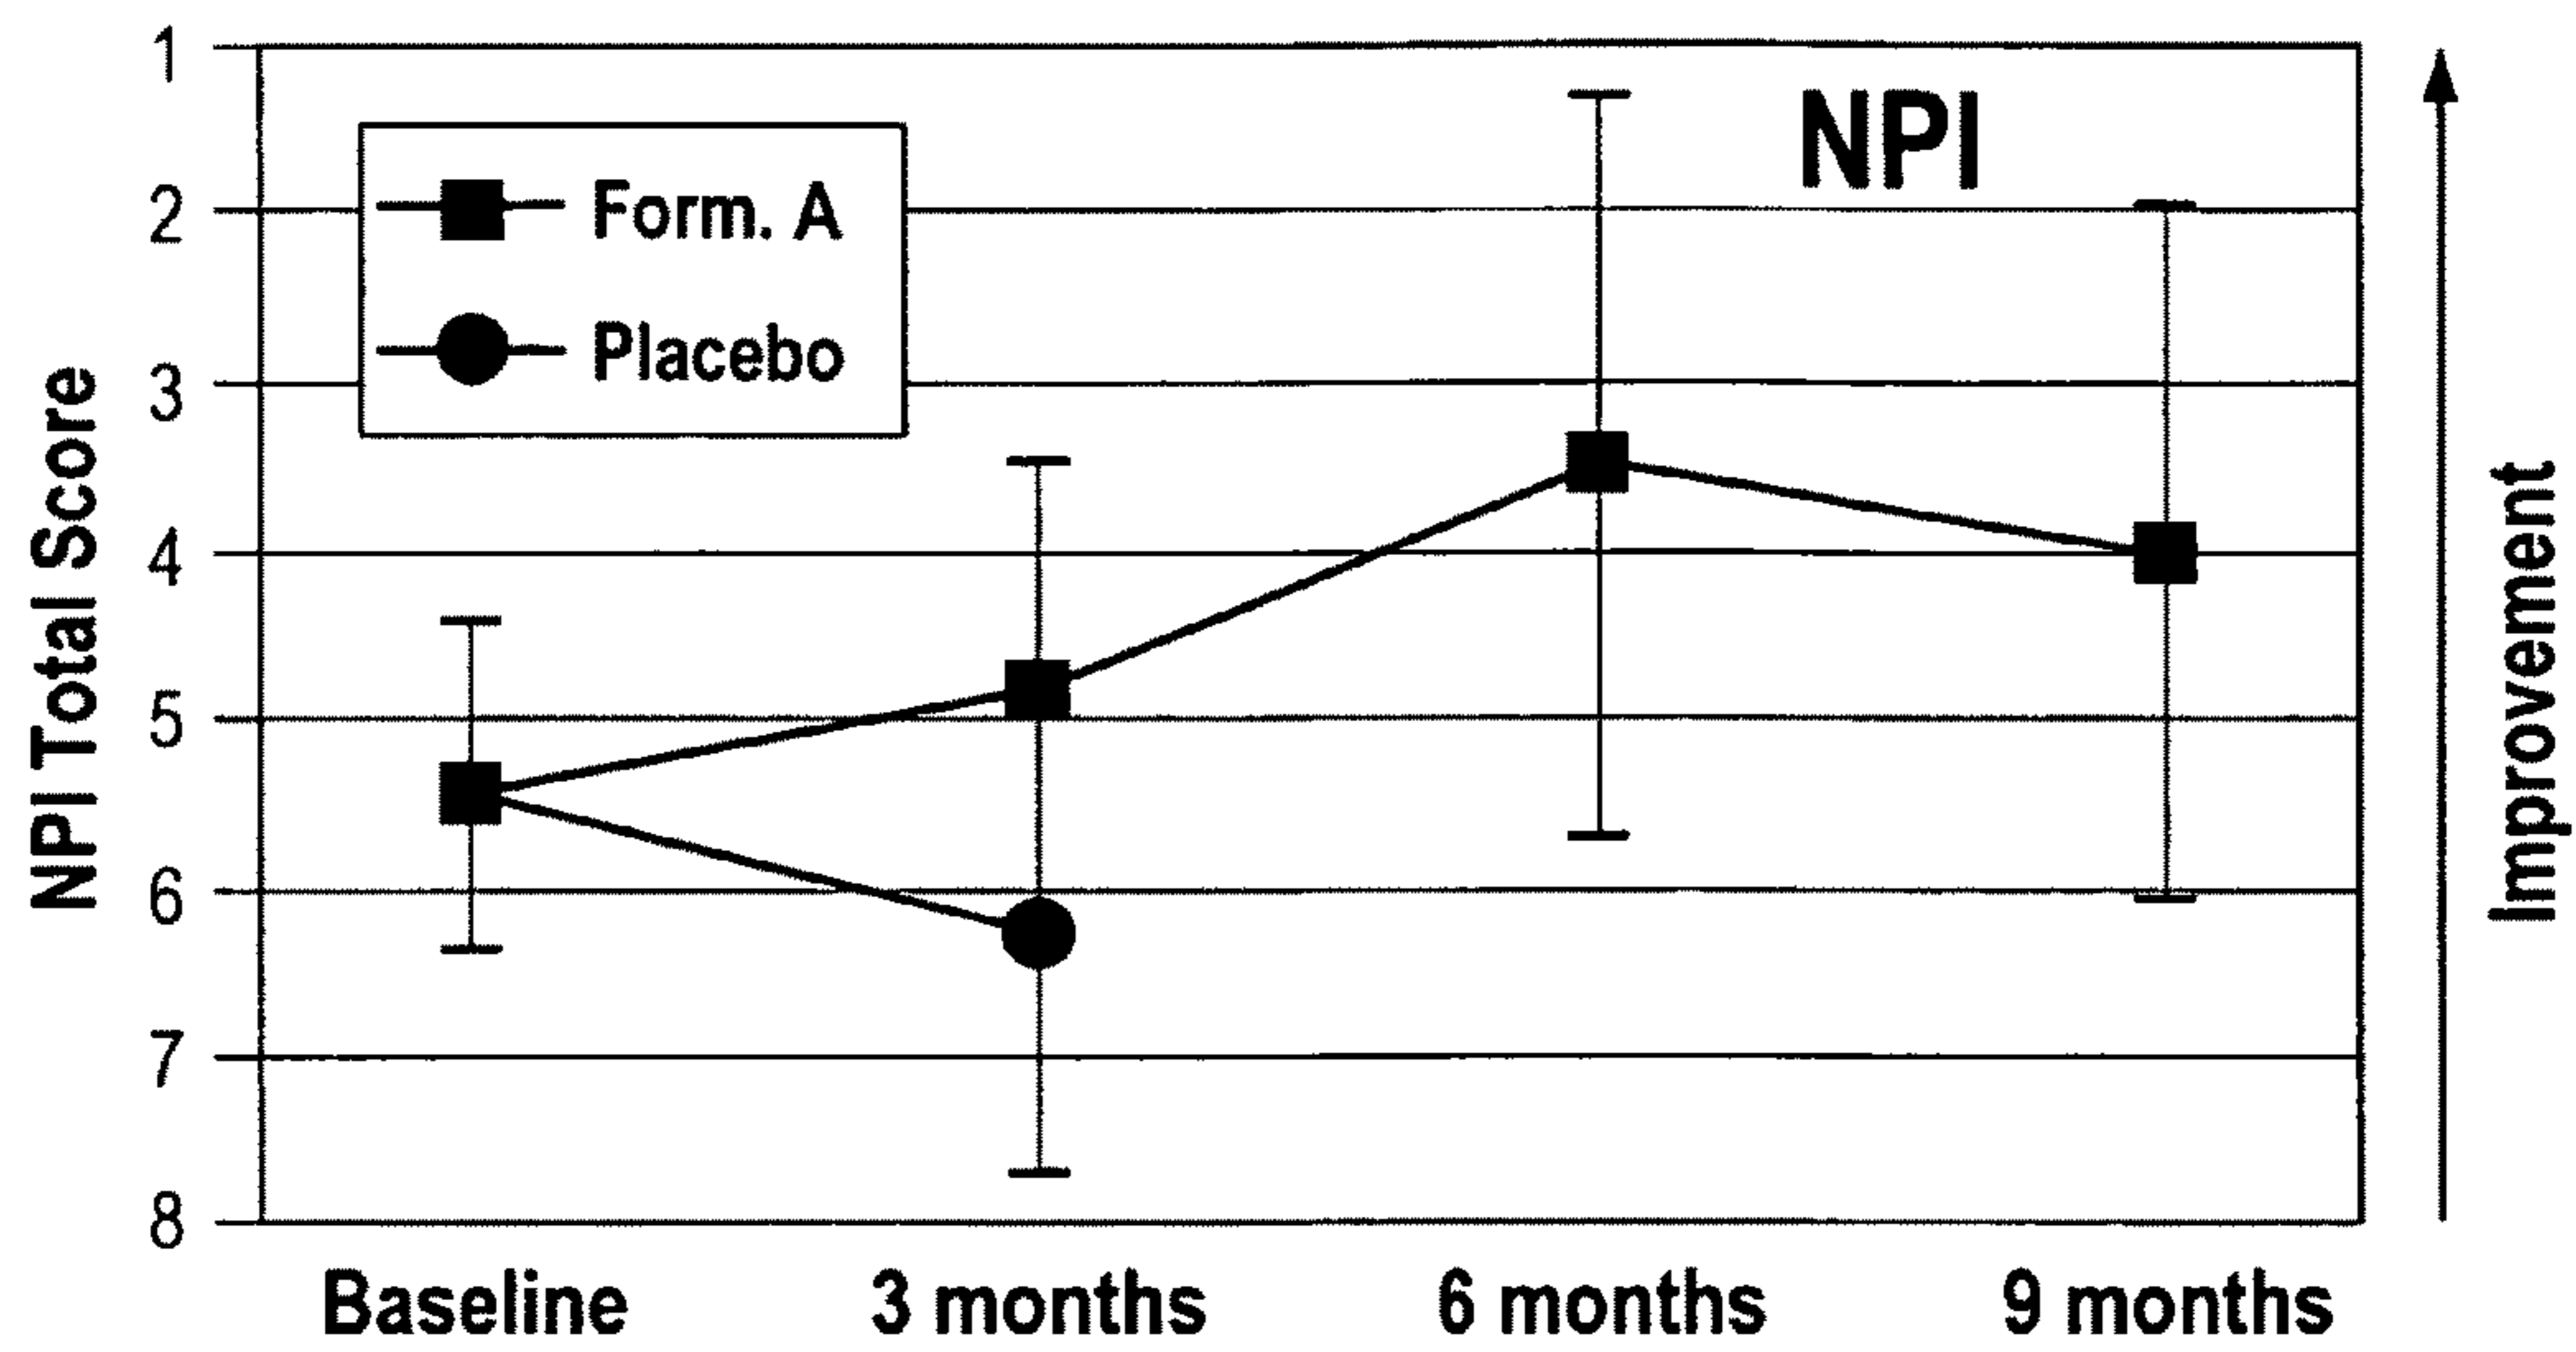 NPI
Form. A
Placebo
NPI Total Score
1
2
3
4
5
6
7
8
Baseline
3 months
6 months
9 months
Improvement